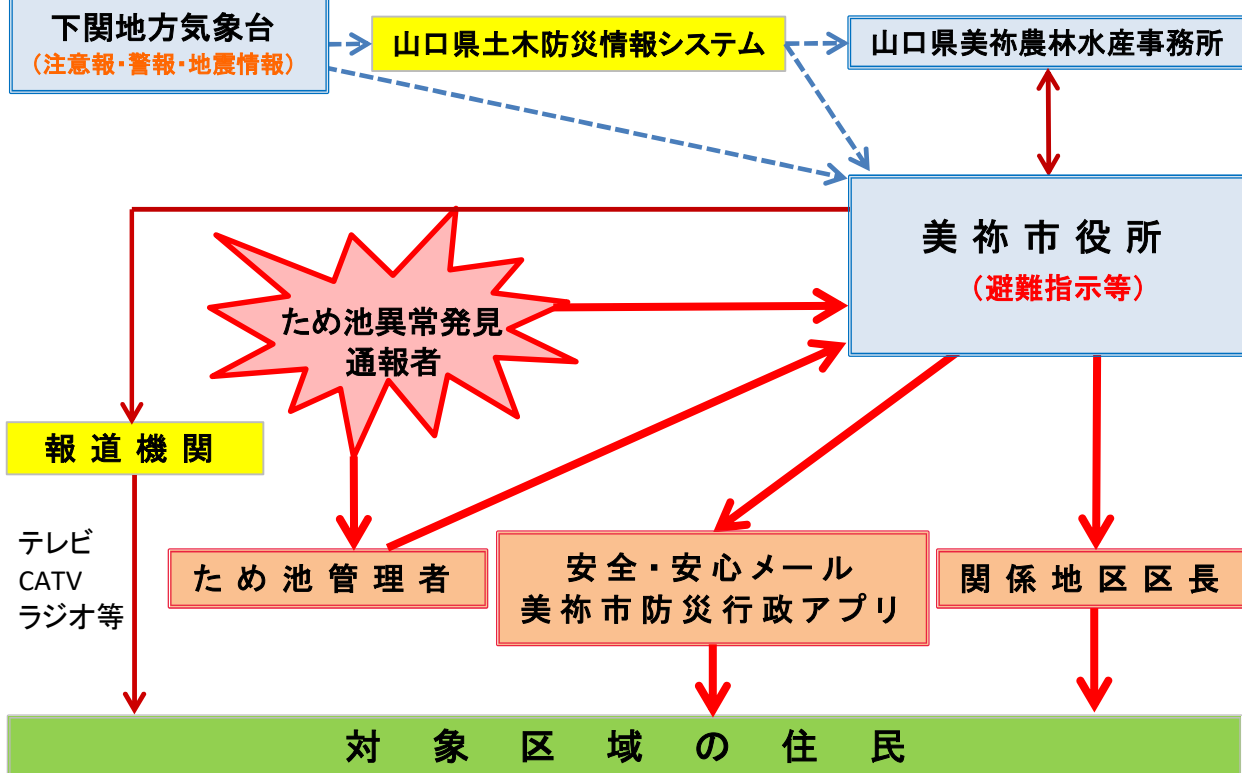 下関地方気象台
(注意報・警報・地震情報)
山口県土木防災情報システム
山口県美祢農林水産事務所
美祢市役所
(避難指示等)
ため池異常発見
通報者
報道機関
テレビ
CATV
ラジオ等
ため池管理者
安全・安心メール
美祢市防災行政アプリ
関係地区区長
対象区域の住民